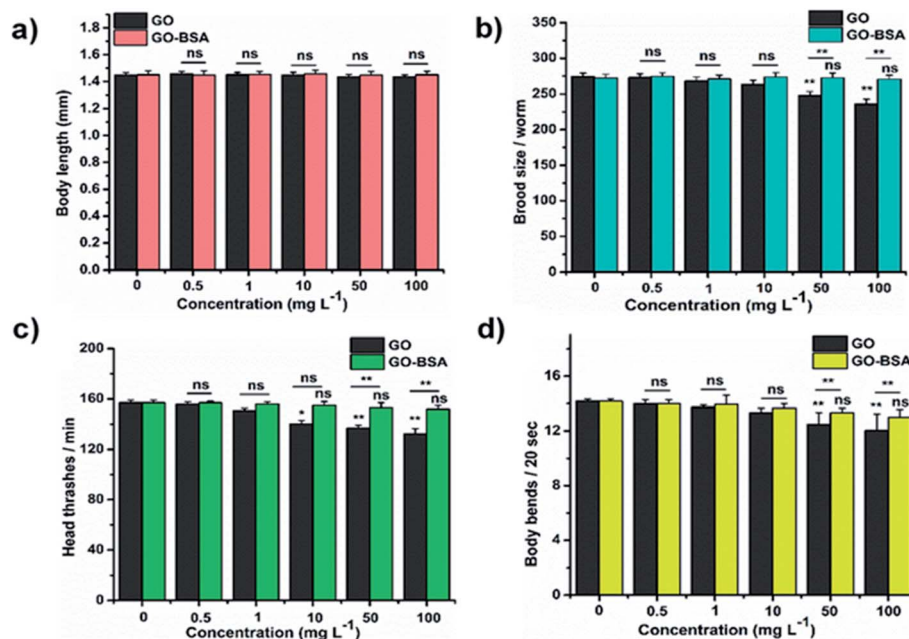 a)
GO
GO-BSA
1.8
1.6
1.4
1.2
1.0
0.8
0.6
0.4
0.2
0.0
Body length (mm)
ns ns ns ns ns
0 0.5 1 10 50 100
Concentration (mg L-1)
b)
GO
GO-BSA
300
250
200
150
100
50
0
Brood size / worm
ns ns ns ** **
** ns ** ns
0 0.5 1 10 50 100
Concentration (mg L-1)
c)
GO
GO-BSA
200
160
120
80
40
0
Head thrashes / min
ns ns ns ** **
* ns ** ns ** ns
0 0.5 1 10 50 100
Concentration (mg L-1)
d)
GO
GO-BSA
16
12
8
4
0
Body bends / 20 sec
ns ns ns ** **
** ns ** ns
0 0.5 1 10 50 100
Concentration (mg L-1)